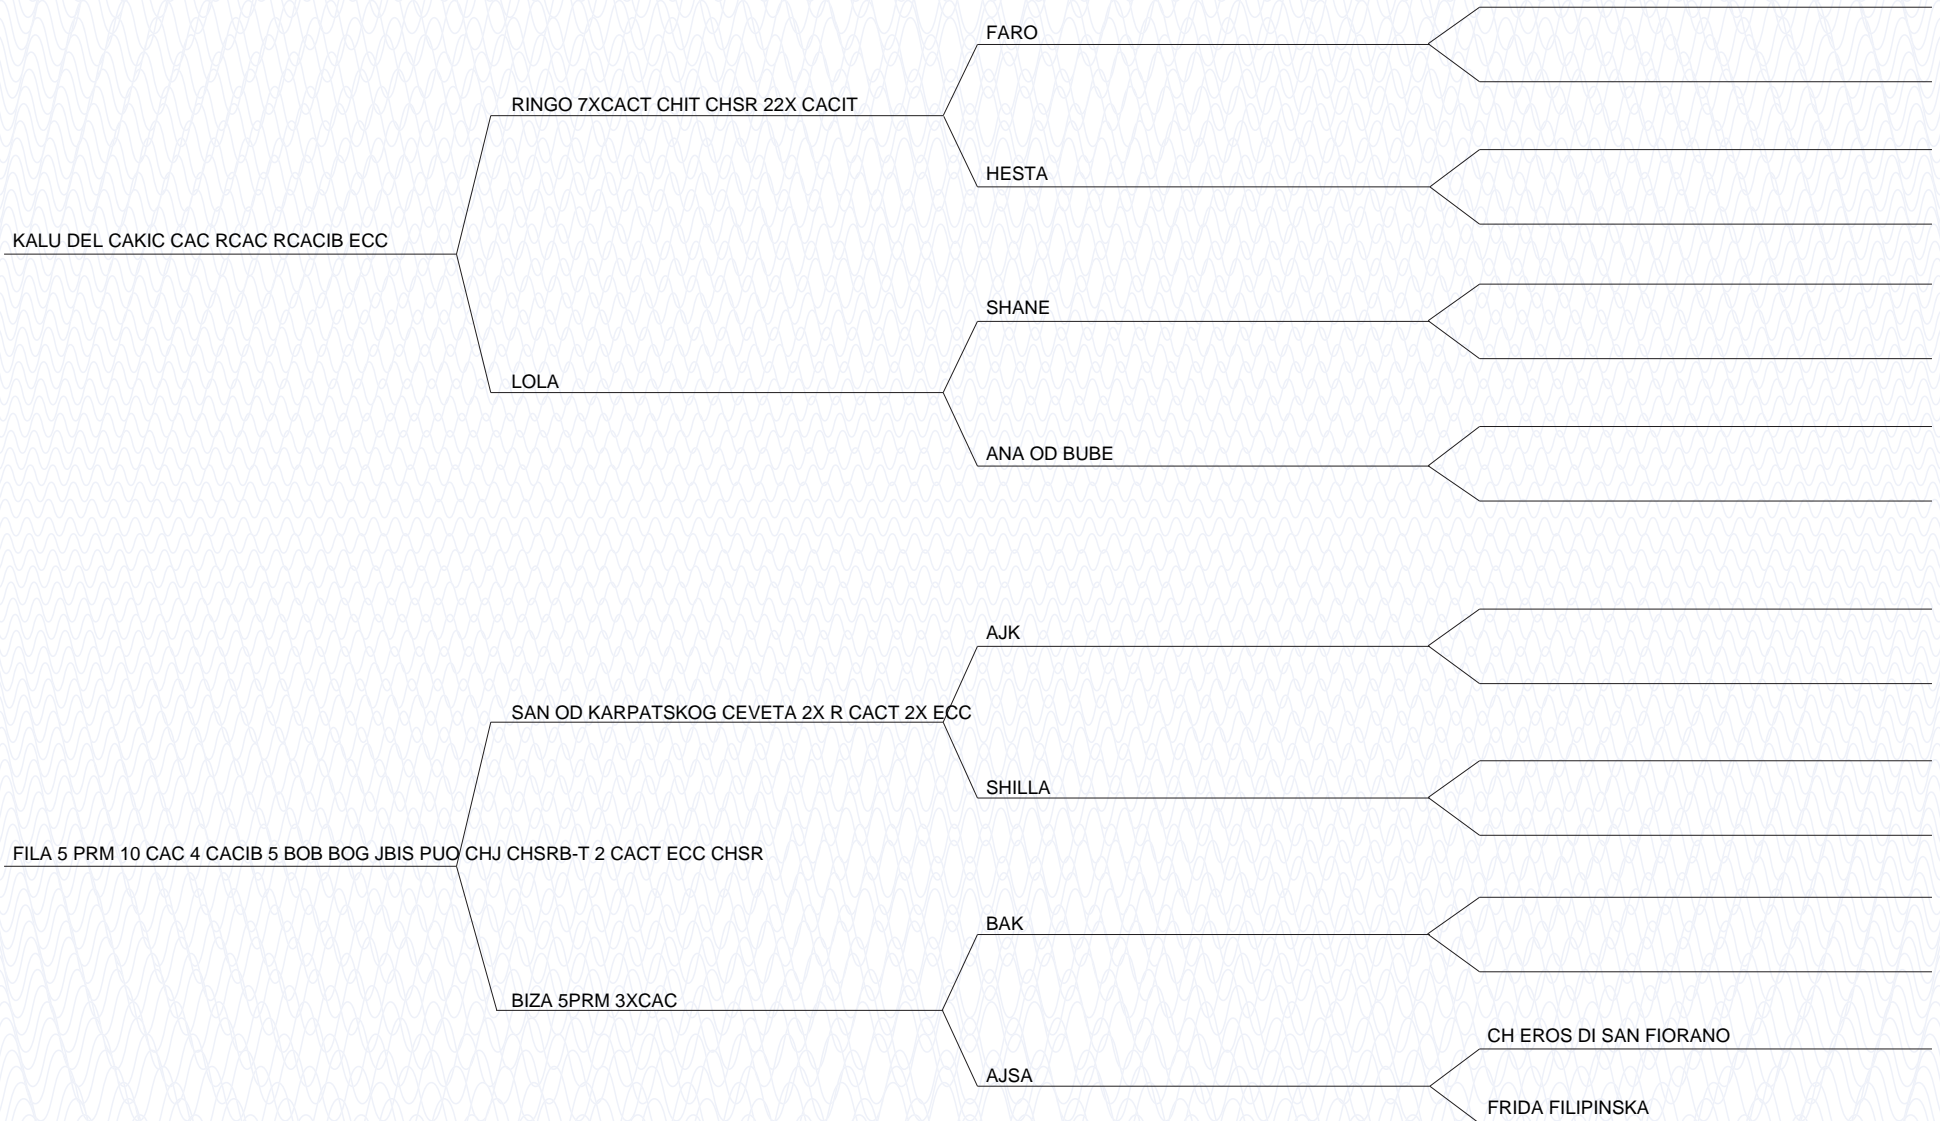 FARO
RINGO 7XCACT CHIT CHSR 22X CACIT
HESTA
KALU DEL CAKIC CAC RCAC RCACIB ECC
SHANE
LOLA
ANA OD BUBE
AJK
SAN OD KARPATSKOG CEVETA 2X R CACT 2X ECC
SHILLA
FILA 5 PRM 10 CAC 4 CACIB 5 BOB BOG JBIS PUO CHJ CHSRB-T 2 CACT ECC CHSR
BAK
BIZA 5PRM 3XCAC
CH EROS DI SAN FIORANO
AJSA
FRIDA FILIPINSKA